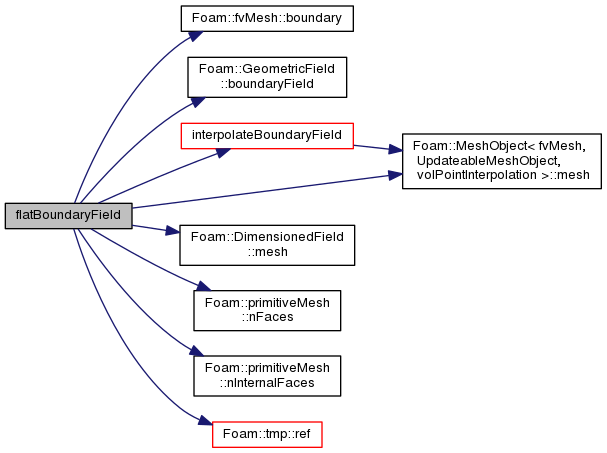 Foam::fvMesh::boundary
Foam::GeometricField
::boundaryField
interpolateBoundaryField
Foam::MeshObject< fvMesh,
UpdateableMeshObject,
volPointInterpolation >::mesh
flatBoundaryField
Foam::DimensionedField
::mesh
Foam::primitiveMesh
::nFaces
Foam::primitiveMesh
::nInternalFaces
Foam::tmp::ref